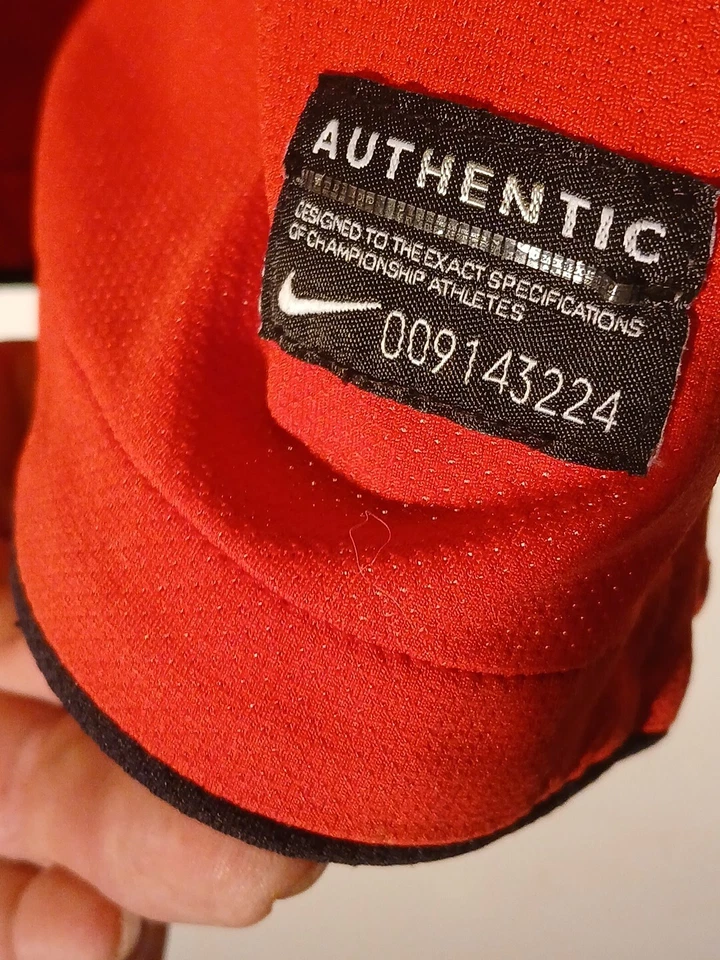 AUTHENTIC
DESIGNED TO THE EXACT SPECIFICATIONS
OF CHAMPIONSHIP ATHLETES
009143224